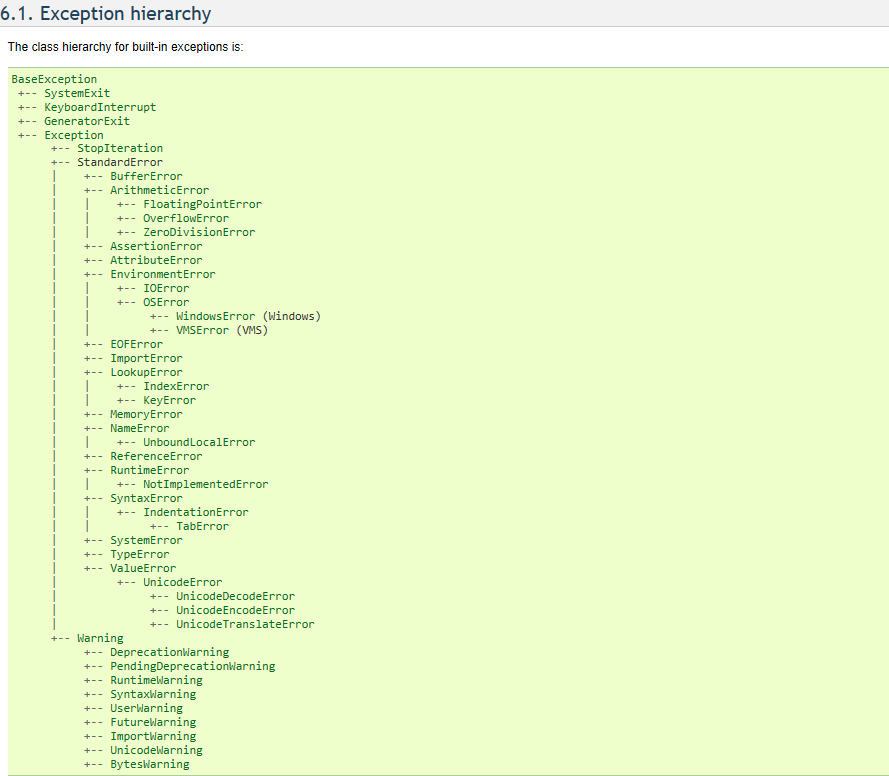 6.1. Exception hierarchy
The class hierarchy for built-in exceptions is:
BaseException
 +-- SystemExit
 +-- KeyboardInterrupt
 +-- GeneratorExit
 +-- Exception
      +-- StopIteration
      +-- StandardError
      |    +-- BufferError
      |    +-- ArithmeticError
      |    |    +-- FloatingPointError
      |    |    +-- OverflowError
      |    |    +-- ZeroDivisionError
      |    +-- AssertionError
      |    +-- AttributeError
      |    +-- EnvironmentError
      |    |    +-- IOError
      |    |    +-- OSError
      |    |         +-- WindowsError (Windows)
      |    |         +-- VMSError (VMS)
      |    +-- EOFError
      |    +-- ImportError
      |    +-- LookupError
      |    |    +-- IndexError
      |    |    +-- KeyError
      |    +-- MemoryError
      |    +-- NameError
      |    |    +-- UnboundLocalError
      |    +-- ReferenceError
      |    +-- RuntimeError
      |    |    +-- NotImplementedError
      |    +-- SyntaxError
      |    |    +-- IndentationError
      |    |         +-- TabError
      |    +-- SystemError
      |    +-- TypeError
      |    +-- ValueError
      |         +-- UnicodeError
      |              +-- UnicodeDecodeError
      |              +-- UnicodeEncodeError
      |              +-- UnicodeTranslateError
      +-- Warning
           +-- DeprecationWarning
           +-- PendingDeprecationWarning
           +-- RuntimeWarning
           +-- SyntaxWarning
           +-- UserWarning
           +-- FutureWarning
           +-- ImportWarning
           +-- UnicodeWarning
           +-- BytesWarning